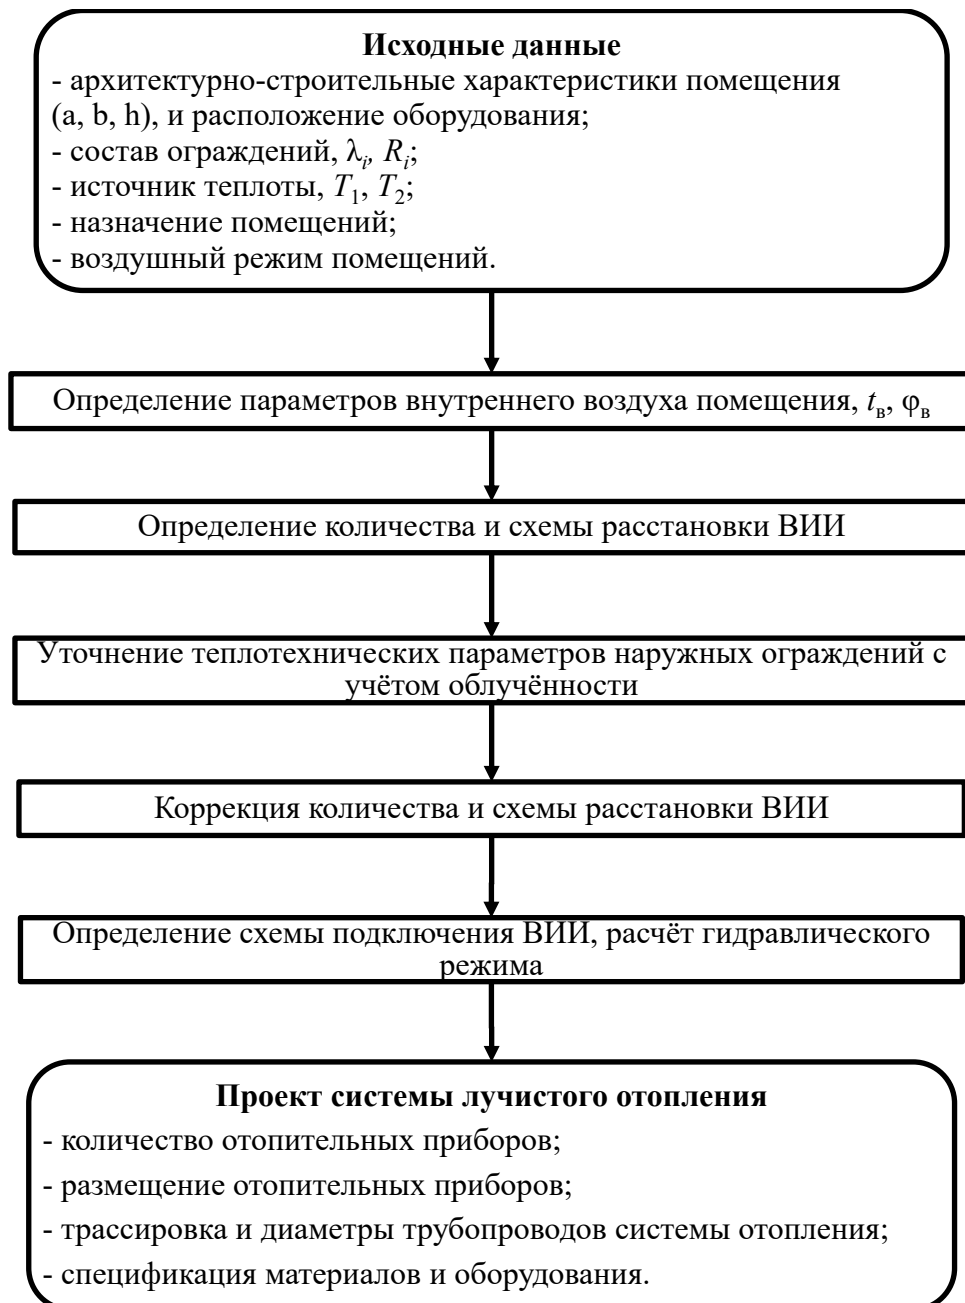 Исходные данные
- архитектурно-строительные характеристики помещения
(a, b, h), и расположение оборудования;
- состав ограждений, λi, Ri;
- источник теплоты, T1, T2;
- назначение помещений;
- воздушный режим помещений.
Определение параметров внутреннего воздуха помещения, tв, φв
Определение количества и схемы расстановки ВИИ
Уточнение теплотехнических параметров наружных ограждений с
учётом облучённости
Коррекция количества и схемы расстановки ВИИ
Определение схемы подключения ВИИ, расчёт гидравлического
режима
Проект системы лучистого отопления
- количество отопительных приборов;
- размещение отопительных приборов;
- трассировка и диаметры трубопроводов системы отопления;
- спецификация материалов и оборудования.